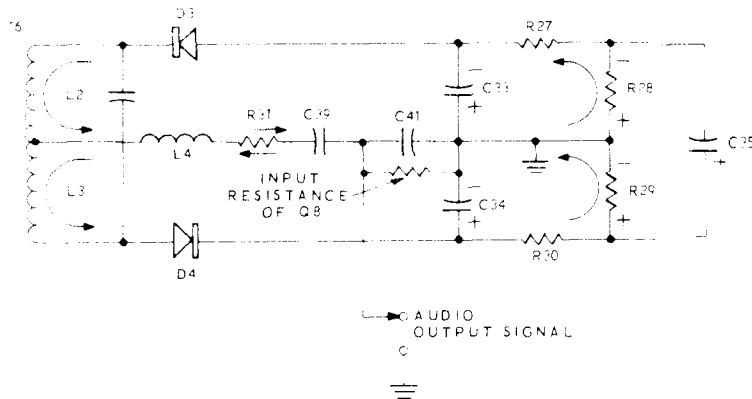 D3
R27
L2
C33
R28
R31
C39
C41
L4
C35
INPUT
RESISTANCE
OF Q8
L3
C34
R29
D4
R30
AUDIO
OUTPUT SIGNAL